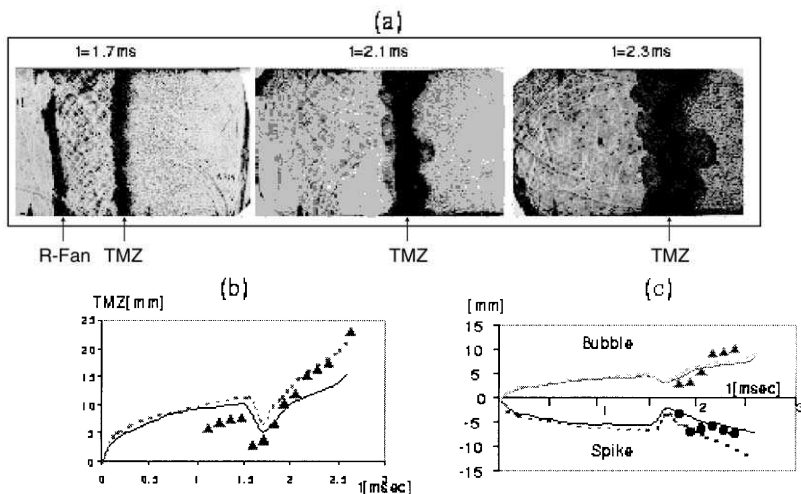 (a)
t=1.7ms
t=2.1ms
t=2.3ms
R-Fan
TMZ
TMZ
TMZ
(b)
TMZ[mm]
25
20
15
10
5
0
0
0.5
1
1.5
2
2.5
3
t[msec]
(c)
[mm]
15
10
5
0
-5
-10
-15
Bubble
t[msec]
1
2
3
Spike